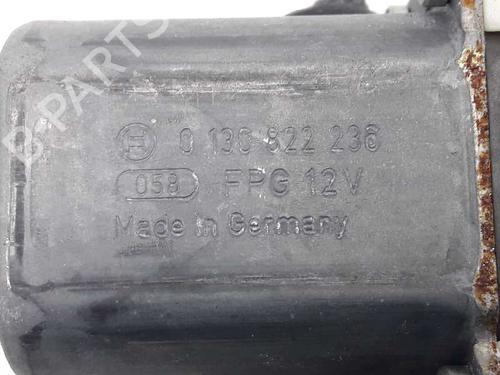 B-PARTS
0 130 822 236
058 FPG 12V
Made in Germany